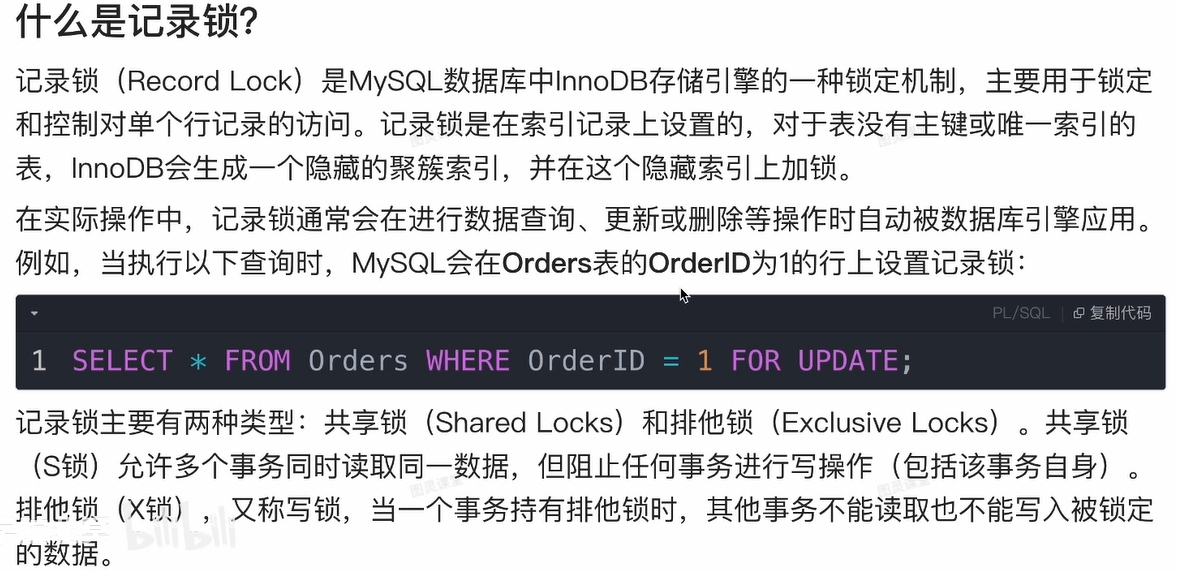 什么是记录锁?
记录锁（Record Lock）是MySQL数据库中InnoDB存储引擎的一种锁定机制，主要用于锁定
和控制对单个行记录的访问。记录锁是在索引记录上设置的，对于表没有主键或唯一索引的
表，InnoDB会生成一个隐藏的聚簇索引，并在这个隐藏索引上加锁。
在实际操作中，记录锁通常会在进行数据查询、更新或删除等操作时自动被数据库引擎应用。
例如，当执行以下查询时，MySQL会在Orders表的OrderID为1的行上设置记录锁：
PL/SQL 复制代码
1 SELECT * FROM Orders WHERE OrderID = 1 FOR UPDATE;
记录锁主要有两种类型：共享锁（Shared Locks）和排他锁（Exclusive Locks）。共享锁
（S锁）允许多个事务同时读取同一数据，但阻止任何事务进行写操作（包括该事务自身）。
排他锁（X锁），又称写锁，当一个事务持有排他锁时，其他事务不能读取也不能写入被锁定
的数据。
bilibili